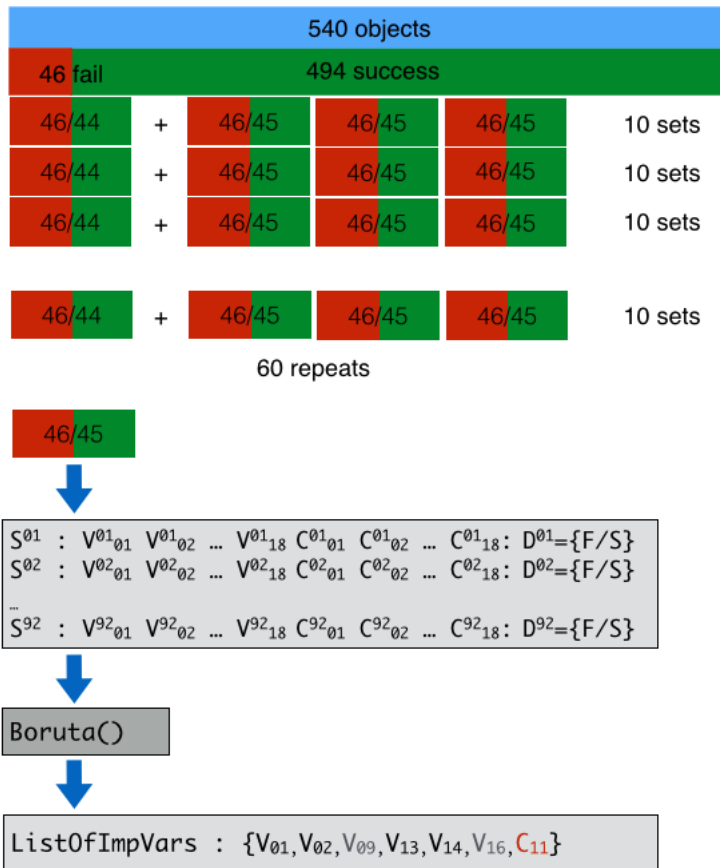 540 objects
46 fail 494 success
46/44 + 46/45 46/45 46/45 10 sets
46/44 + 46/45 46/45 46/45 10 sets
46/44 + 46/45 46/45 46/45 10 sets
46/44 + 46/45 46/45 46/45 10 sets
60 repeats
46/45
S⁰¹ : V⁰¹₀₁ V⁰¹₀₂ … V⁰¹₁₈ C⁰¹₀₁ C⁰¹₀₂ … C⁰¹₁₈: D⁰¹={F/S}
S⁰² : V⁰²₀₁ V⁰²₀₂ … V⁰²₁₈ C⁰²₀₁ C⁰²₀₂ … C⁰²₁₈: D⁰²={F/S}
…
S⁹² : V⁹²₀₁ V⁹²₀₂ … V⁹²₁₈ C⁹²₀₁ C⁹²₀₂ … C⁹²₁₈: D⁹²={F/S}
Boruta()
ListOfImpVars : {V₀₁,V₀₂,V₀₉,V₁₃,V₁₄,V₁₆,C₁₁}